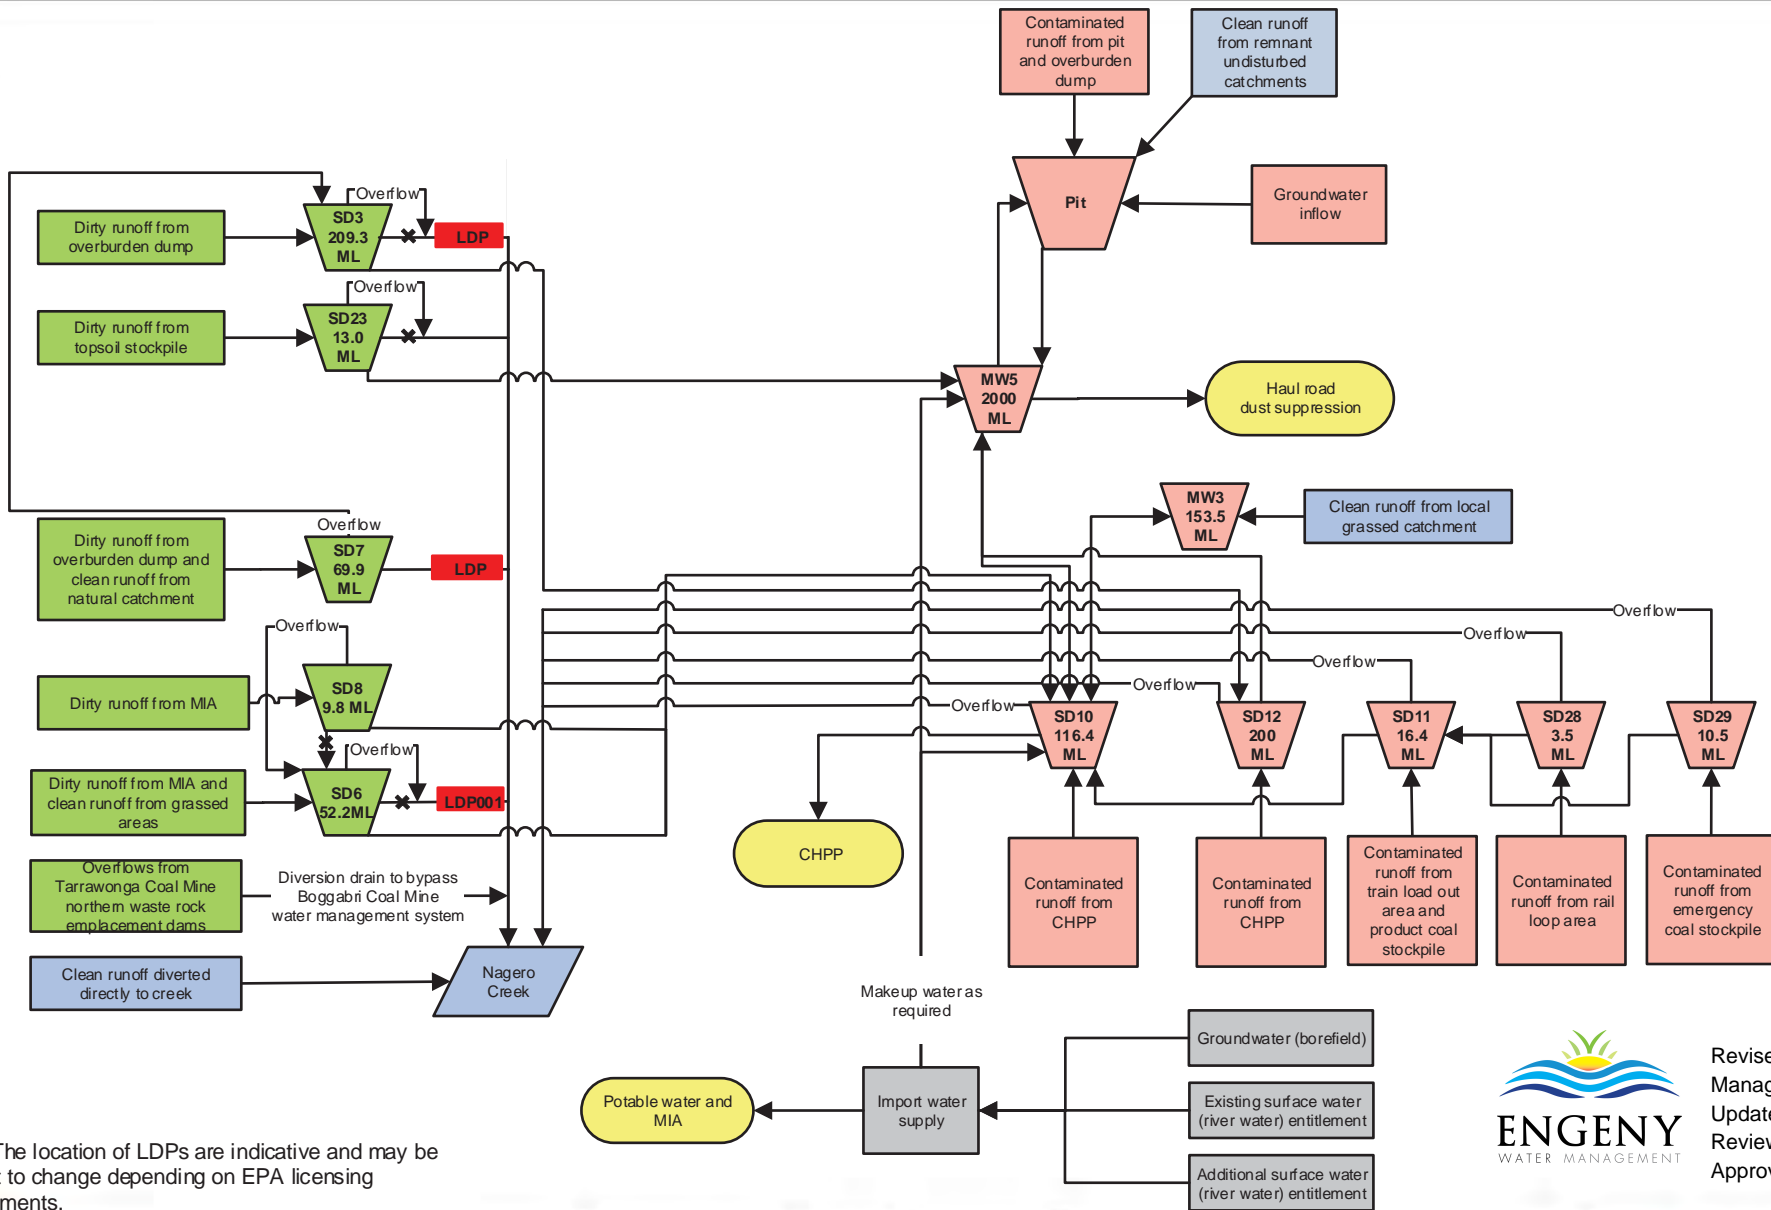 Contaminated
runoff from pit
and overburden
dump
Clean runoff
from remnant
undisturbed
catchments
Pit
Groundwater
inflow
Dirty runoff from
overburden dump
SD3
209.3
ML
Overflow
LDP
Dirty runoff from
topsoil stockpile
SD23
13.0
ML
Overflow
MW5
2000
ML
Haul road
dust suppression
MW3
153.5
ML
Clean runoff from local
grassed catchment
Dirty runoff from
overburden dump and
clean runoff from
natural catchment
Overflow
SD7
69.9
ML
LDP
Overflow
Dirty runoff from MIA
SD8
9.8 ML
Overflow
Dirty runoff from MIA and
clean runoff from grassed
areas
SD6
52.2ML
LDP001
Overflows from
Tarrawonga Coal Mine
northern waste rock
emplacement dams
Diversion drain to bypass
Boggabri Coal Mine
water management system
Clean runoff diverted
directly to creek
Nagero
Creek
Overflow
SD10
116.4
ML
Overflow
SD12
200
ML
Overflow
SD11
16.4
ML
Overflow
SD28
3.5
ML
Overflow
SD29
10.5
ML
CHPP
Contaminated
runoff from
CHPP
Contaminated
runoff from
CHPP
Contaminated
runoff from
train load out
area and
product coal
stockpile
Contaminated
runoff from rail
loop area
Contaminated
runoff from
emergency
coal stockpile
Makeup water as
required
Import water
supply
Potable water and
MIA
Groundwater (borefield)
Existing surface water
(river water) entitlement
Additional surface water
(river water) entitlement
The location of LDPs are indicative and may be
to change depending on EPA licensing
ments.
ENGENY
WATER MANAGEMENT
Revise
Manag
Update
Review
Approv